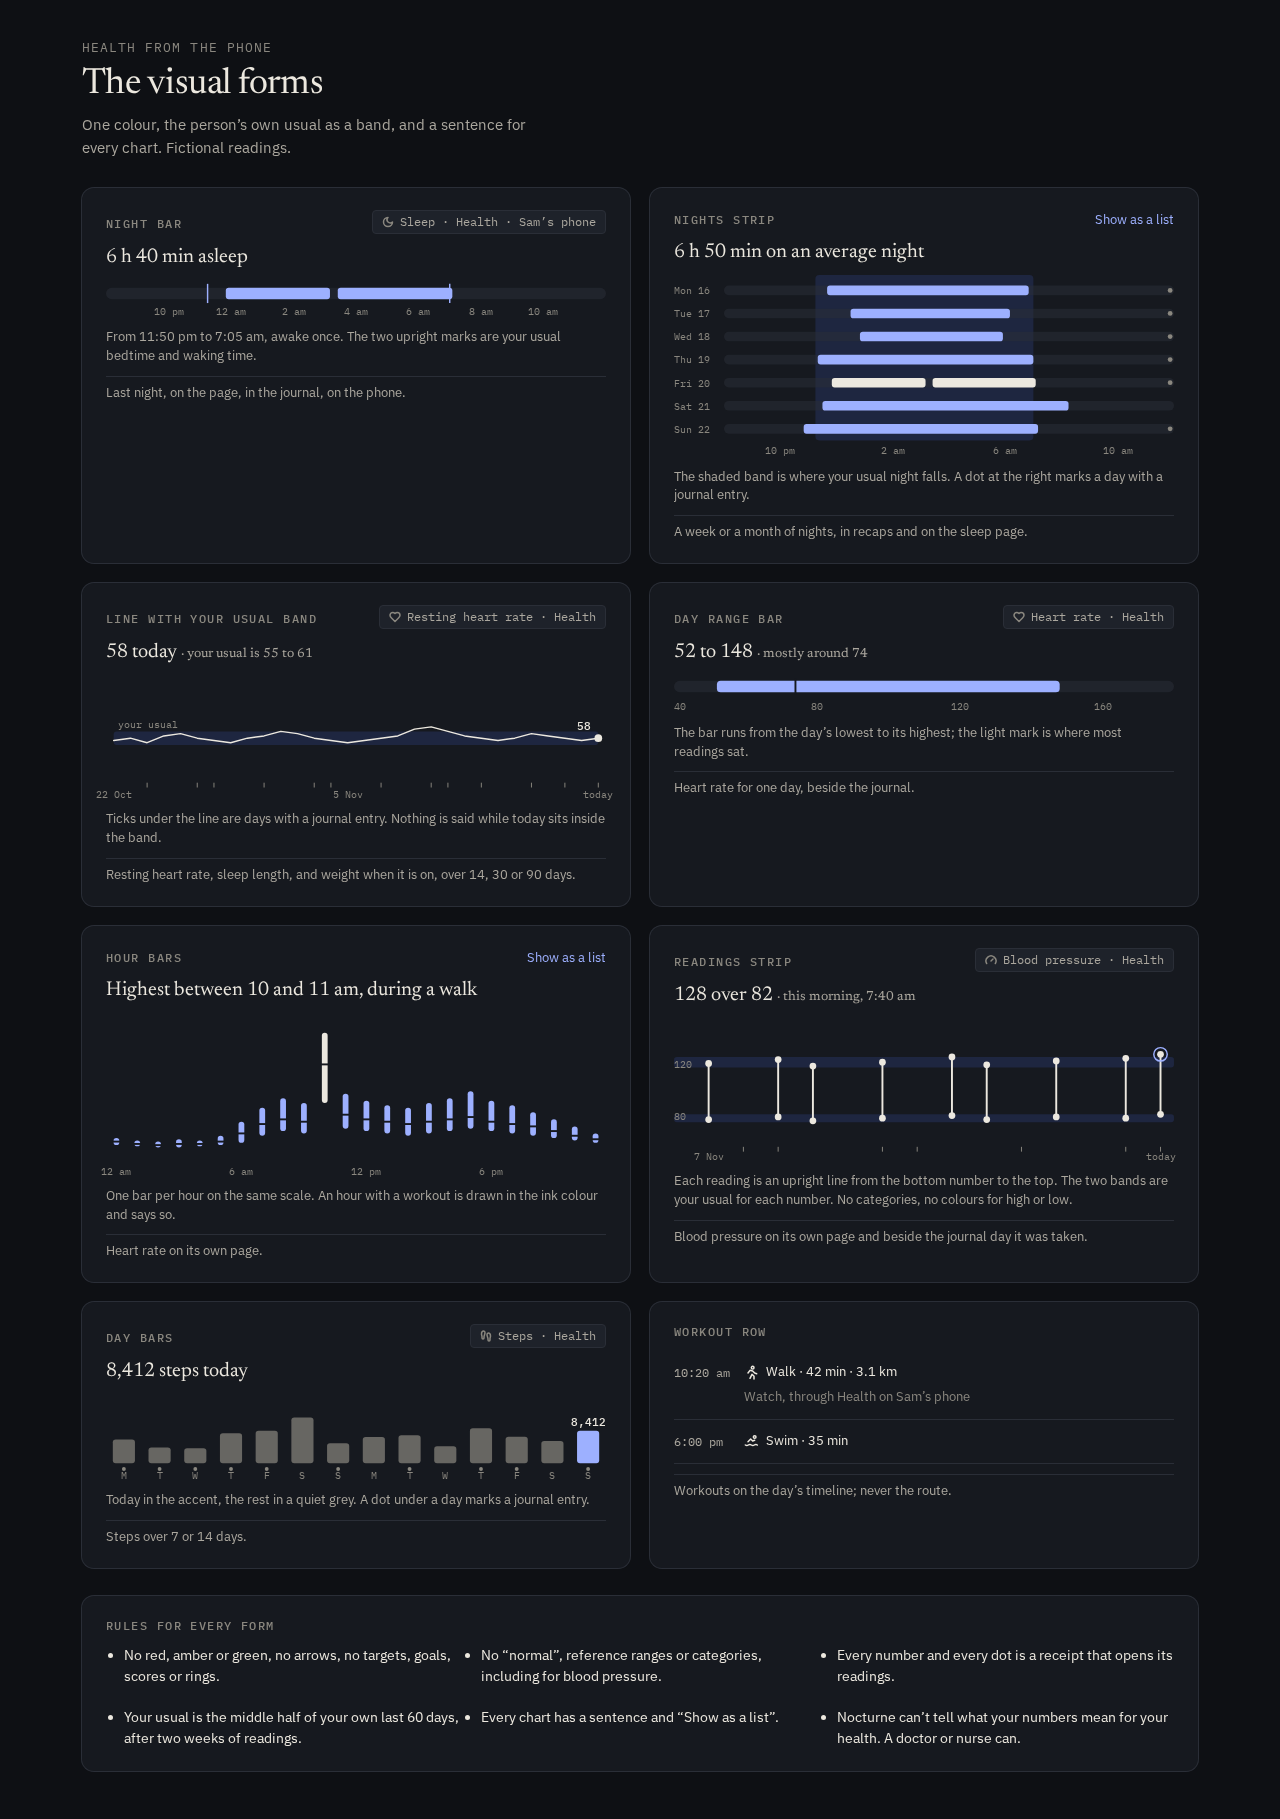 HEALTH FROM THE PHONE
The visual forms
One colour, the person’s own usual as a band, and a sentence for
every chart. Fictional readings.
NIGHT BAR
Sleep · Health · Sam’s phone
6 h 40 min asleep
10 pm 12 am 2 am 4 am 6 am 8 am 10 am
From 11:50 pm to 7:05 am, awake once. The two upright marks are your usual
bedtime and waking time.
Last night, on the page, in the journal, on the phone.
NIGHTS STRIP
Show as a list
6 h 50 min on an average night
Mon 16
Tue 17
Wed 18
Thu 19
Fri 20
Sat 21
Sun 22
10 pm 2 am 6 am 10 am
The shaded band is where your usual night falls. A dot at the right marks a day with a
journal entry.
A week or a month of nights, in recaps and on the sleep page.
LINE WITH YOUR USUAL BAND
Resting heart rate · Health
58 today · your usual is 55 to 61
your usual
58
22 Oct 5 Nov today
Ticks under the line are days with a journal entry. Nothing is said while today sits inside
the band.
Resting heart rate, sleep length, and weight when it is on, over 14, 30 or 90 days.
DAY RANGE BAR
Heart rate · Health
52 to 148 · mostly around 74
40 80 120 160
The bar runs from the day’s lowest to its highest; the light mark is where most
readings sat.
Heart rate for one day, beside the journal.
HOUR BARS
Show as a list
Highest between 10 and 11 am, during a walk
12 am 6 am 12 pm 6 pm
One bar per hour on the same scale. An hour with a workout is drawn in the ink colour
and says so.
Heart rate on its own page.
READINGS STRIP
Blood pressure · Health
128 over 82 · this morning, 7:40 am
120
80
7 Nov today
Each reading is an upright line from the bottom number to the top. The two bands are
your usual for each number. No categories, no colours for high or low.
Blood pressure on its own page and beside the journal day it was taken.
DAY BARS
Steps · Health
8,412 steps today
8,412
M T W T F S S M T W T F S S
Today in the accent, the rest in a quiet grey. A dot under a day marks a journal entry.
Steps over 7 or 14 days.
WORKOUT ROW
10:20 am Walk · 42 min · 3.1 km
Watch, through Health on Sam’s phone
6:00 pm Swim · 35 min
Workouts on the day’s timeline; never the route.
RULES FOR EVERY FORM
• No red, amber or green, no arrows, no targets, goals,
scores or rings.
• No “normal”, reference ranges or categories,
including for blood pressure.
• Every number and every dot is a receipt that opens its
readings.
• Your usual is the middle half of your own last 60 days,
after two weeks of readings.
• Every chart has a sentence and “Show as a list”.
• Nocturne can’t tell what your numbers mean for your
health. A doctor or nurse can.